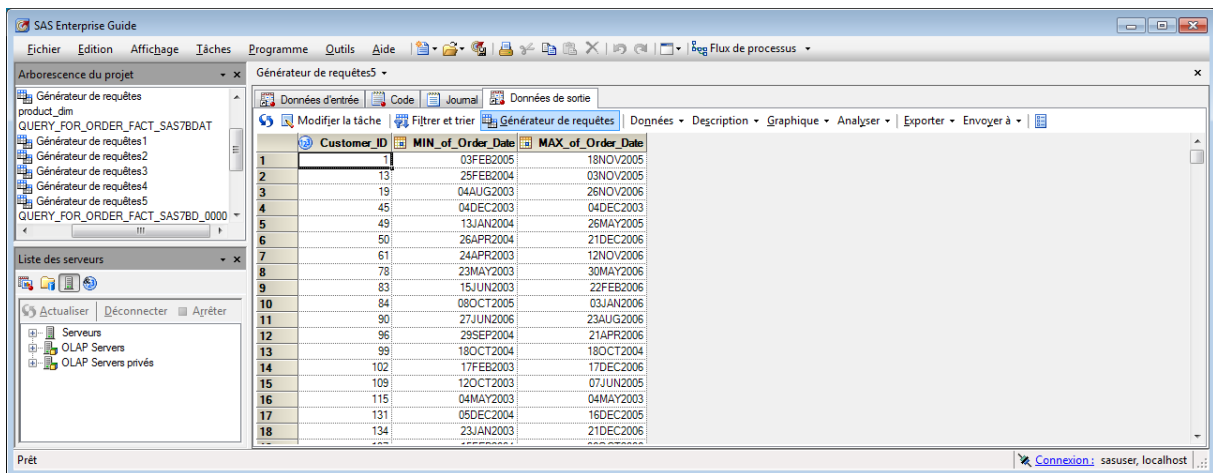 SAS Enterprise Guide
Fichier Edition Affichage Tâches Programme Outils Aide Flux de processus
Arborescence du projet
Générateur de requêtes
product_dim
QUERY_FOR_ORDER_FACT_SAS7BDAT
Générateur de requêtes1
Générateur de requêtes2
Générateur de requêtes3
Générateur de requêtes4
Générateur de requêtes5
QUERY_FOR_ORDER_FACT_SAS7BD_0000
Liste des serveurs
Actualiser Déconnecter Arrêter
Serveurs
OLAP Servers
OLAP Servers privés
Générateur de requêtes5
Données d'entrée Code Journal Données de sortie
Modifier la tâche Filtrer et trier Générateur de requêtes Données Description Graphique Analyser Exporter Envoyer à
Customer_ID MIN_of_Order_Date MAX_of_Order_Date
1 1 03FEB2005 18NOV2005
2 13 25FEB2004 03NOV2005
3 19 04AUG2003 26NOV2006
4 45 04DEC2003 04DEC2003
5 49 13JAN2004 26MAY2005
6 50 26APR2004 21DEC2006
7 61 24APR2003 12NOV2006
8 78 23MAY2003 30MAY2006
9 83 15JUN2003 22FEB2006
10 84 08OCT2005 03JAN2006
11 90 27JUN2006 23AUG2006
12 96 29SEP2004 21APR2006
13 99 18OCT2004 18OCT2004
14 102 17FEB2003 17DEC2006
15 109 12OCT2003 07JUN2005
16 115 04MAY2003 04MAY2003
17 131 05DEC2004 16DEC2005
18 134 23JAN2003 21DEC2006
Prêt
Connexion : sasuser, localhost